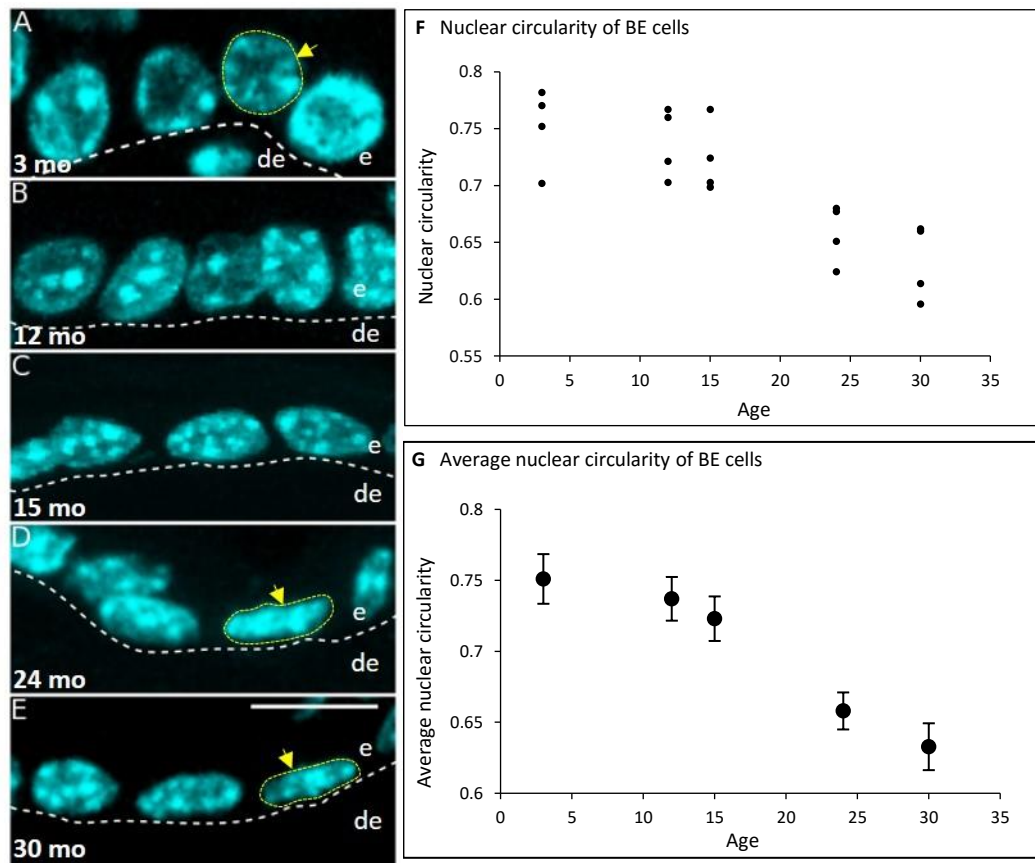 A
de
e
3 mo
B
e
12 mo
de
C
e
15 mo
de
D
e
24 mo
de
E
e
30 mo
de
F Nuclear circularity of BE cells
0.8
0.75
0.7
0.65
0.6
0.55
Nuclear circularity
0 5 10 15 20 25 30 35
Age
G Average nuclear circularity of BE cells
0.8
0.75
0.7
0.65
0.6
Average nuclear circularity
0 5 10 15 20 25 30 35
Age